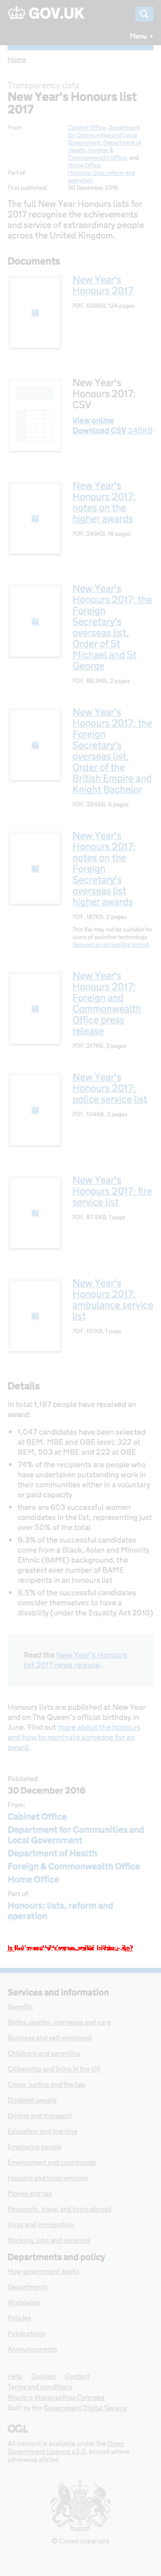 GOV.UK
Menu
Home
Transparency data
New Year's Honours list
2017
From:
Cabinet Office, Department
for Communities and Local
Government, Department of
Health, Foreign &
Commonwealth Office, and
Home Office
Part of:
Honours: lists, reform and
operation
First published:
30 December 2016
The full New Year Honours lists for
2017 recognise the achievements
and service of extraordinary people
across the United Kingdom.
Documents
New Year's
Honours 2017
PDF, 608KB, 134 pages
New Year's
Honours 2017:
CSV
View online
Download CSV 245KB
New Year's
Honours 2017:
notes on the
higher awards
PDF, 245KB, 16 pages
New Year's
Honours 2017: the
Foreign
Secretary's
overseas list,
Order of St
Michael and St
George
PDF, 86.9KB, 2 pages
New Year's
Honours 2017: the
Foreign
Secretary's
overseas list,
Order of the
British Empire and
Knight Bachelor
PDF, 204KB, 6 pages
New Year's
Honours 2017:
notes on the
Foreign
Secretary's
overseas list
higher awards
PDF, 187KB, 2 pages
This file may not be suitable for
users of assistive technology.
Request an accessible format.
New Year's
Honours 2017:
Foreign and
Commonwealth
Office press
release
PDF, 217KB, 3 pages
New Year's
Honours 2017:
police service list
PDF, 104KB, 2 pages
New Year's
Honours 2017: fire
service list
PDF, 87.5KB, 1 page
New Year's
Honours 2017:
ambulance service
list
PDF, 101KB, 1 page
Details
In total 1,197 people have received an
award:
1,047 candidates have been selected
at BEM, MBE and OBE level; 322 at
BEM, 503 at MBE and 222 at OBE
74% of the recipients are people who
have undertaken outstanding work in
their communities either in a voluntary
or paid capacity
there are 603 successful women
candidates in the list, representing just
over 50% of the total
9.3% of the successful candidates
come from a Black, Asian and Minority
Ethnic (BAME) background, the
greatest ever number of BAME
recipients in an honours list
8.5% of the successful candidates
consider themselves to have a
disability (under the Equality Act 2010)
Read the New Year's Honours
list 2017 news release.
Honours lists are published at New Year
and on The Queen's official birthday in
June. Find out more about the honours
and how to nominate someone for an
award.
Published:
30 December 2016
From:
Cabinet Office
Department for Communities and
Local Government
Department of Health
Foreign & Commonwealth Office
Home Office
Part of:
Honours: lists, reform and
operation
Services and information
Benefits
Births, deaths, marriages and care
Business and self-employed
Childcare and parenting
Citizenship and living in the UK
Crime, justice and the law
Disabled people
Driving and transport
Education and learning
Employing people
Environment and countryside
Housing and local services
Money and tax
Passports, travel and living abroad
Visas and immigration
Working, jobs and pensions
Departments and policy
How government works
Departments
Worldwide
Policies
Publications
Announcements
Help Cookies Contact
Terms and conditions
Rhestr o Wasanaethau Cymraeg
Built by the Government Digital Service
OGL
All content is available under the Open
Government Licence v3.0, except where
otherwise stated
© Crown copyright